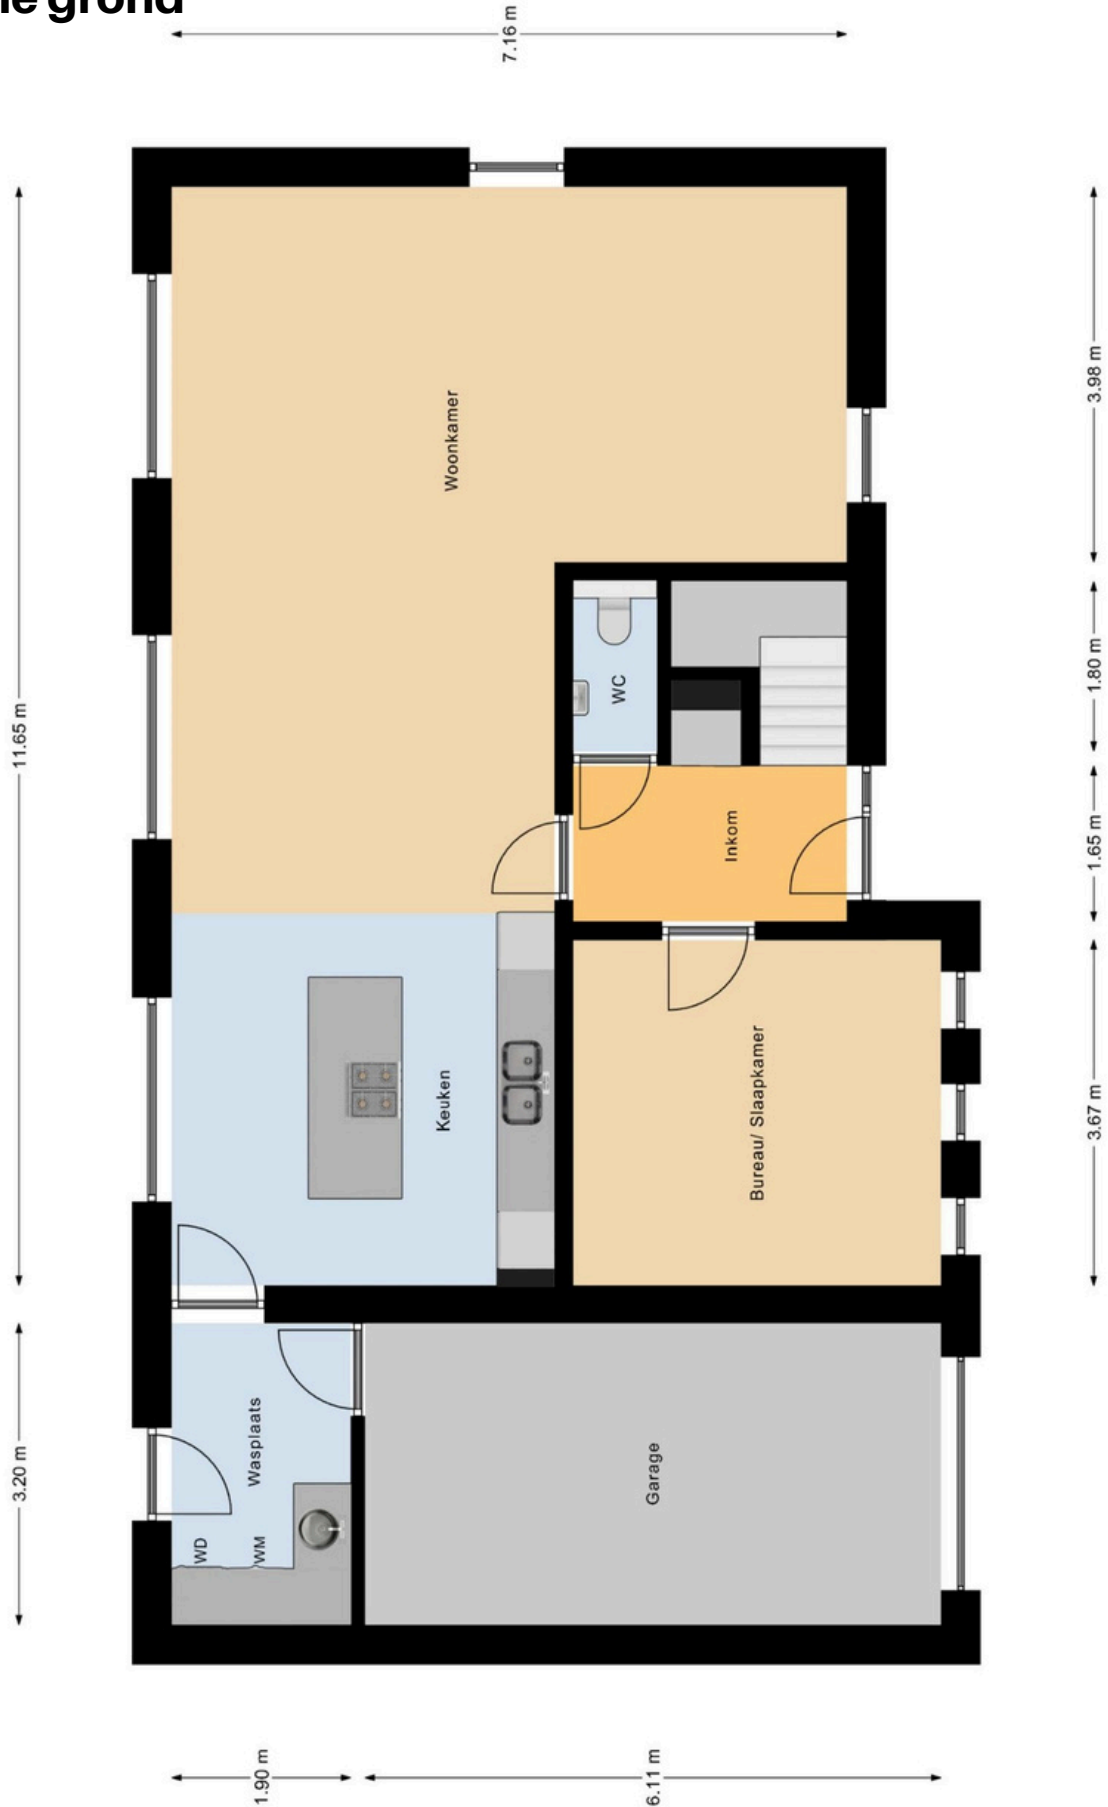 le grond
7.16 m
3.98 m
Woonkamer
WC
1.80 m
11.65 m
Inkom
1.65 m
Keuken
Bureau/ Slaapkamer
3.67 m
Wasplaats
Garage
3.20 m
WD
WM
1.90 m
6.11 m